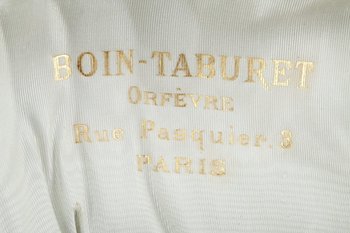 BOIN-TABURET
ORFÈVRE
Rue Pasquier. 3
PARIS